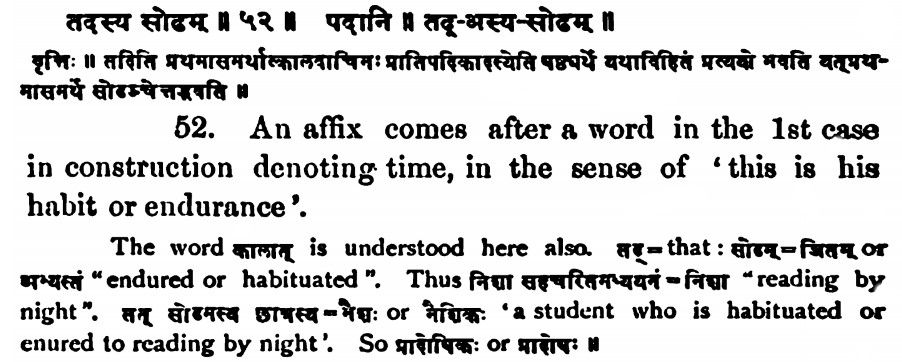 तदस्य सोढम् ॥ ५२ ॥ पदानि ॥ तद्-अस्य-सोढम् ॥
वृत्तिः ॥ तदिति प्रथमासमर्थात्कालवाचिनः प्रातिपदिकादस्येति षष्ठ्यर्थे यथाविहितं प्रत्ययो भवति यत्प्रथ-
मासमर्थे सोढञ्चेत्तद्भवति ॥
52. An affix comes after a word in the 1st case
in construction denoting time, in the sense of ‘this is his
habit or endurance’.
The word कालात् is understood here also. तद्=that : सोढम्=जितम् or
अभ्यस्तं “endured or habituated”. Thus निशा सहचरितमध्ययनं=निशा “reading by
night”. तत् सोढमस्य छात्रस्य=नैशः or नैशिकः ‘a student who is habituated or
enured to reading by night’. So प्रादोषिकः or प्रादोषः ॥